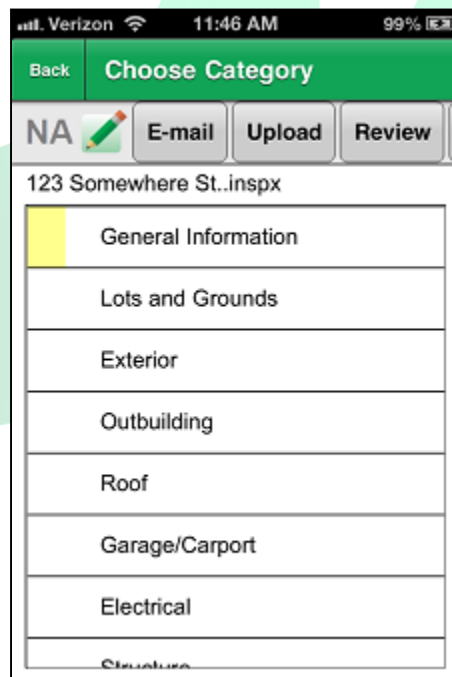 Verizon 11:46 AM 99%
Back Choose Category
NA E-mail Upload Review
123 Somewhere St..inspx
General Information
Lots and Grounds
Exterior
Outbuilding
Roof
Garage/Carport
Electrical
Structure